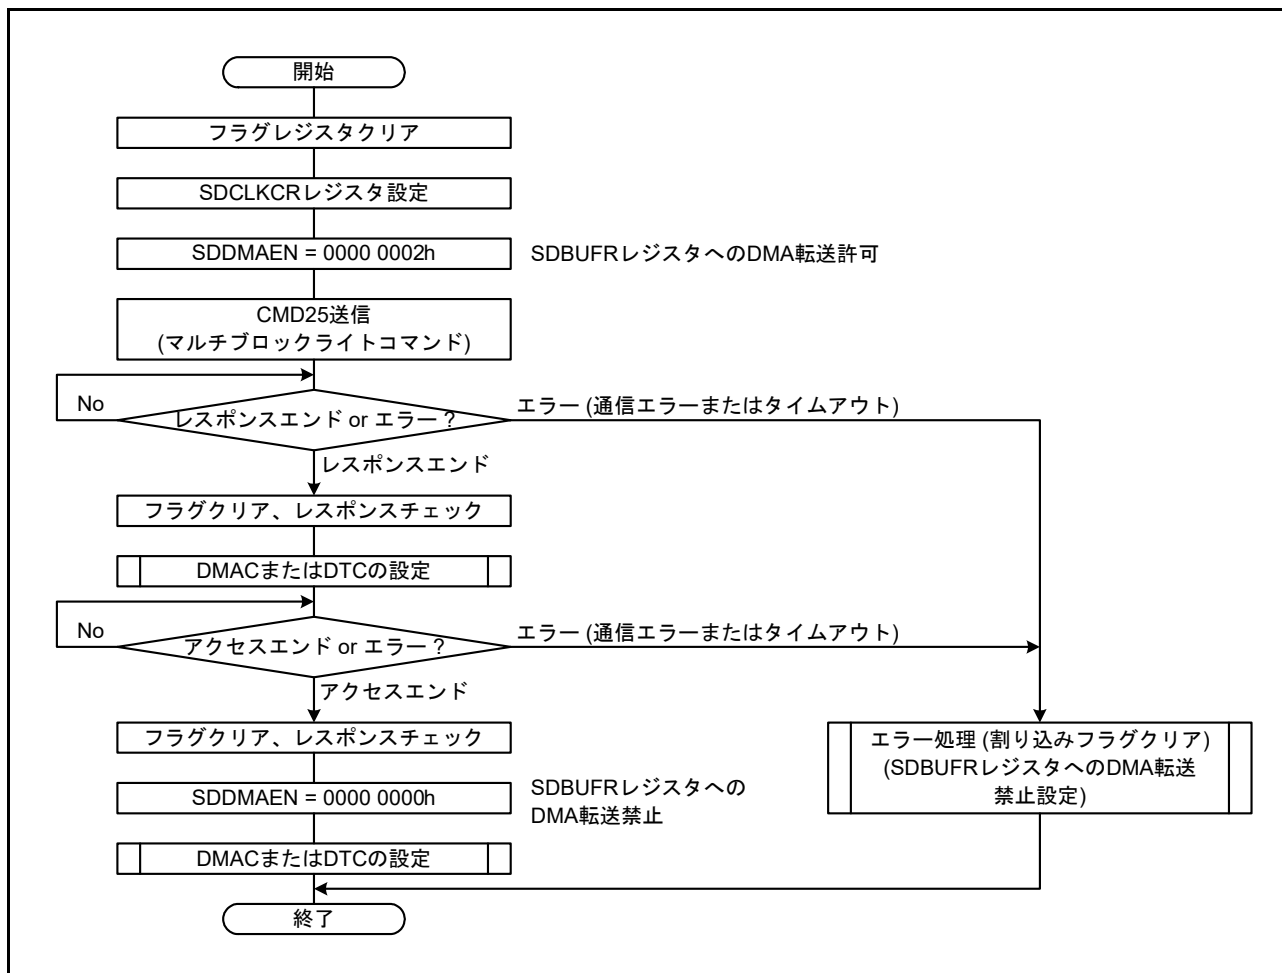 開始
フラグレジスタクリア
SDCLKCRレジスタ設定
SDDMAEN = 0000 0002h
SDBUFRレジスタへのDMA転送許可
CMD25送信
(マルチブロックライトコマンド)
No
レスポンスエンド or エラー ?
エラー (通信エラーまたはタイムアウト)
レスポンスエンド
フラグクリア、レスポンスチェック
DMACまたはDTCの設定
No
アクセスエンド or エラー ?
エラー (通信エラーまたはタイムアウト)
アクセスエンド
フラグクリア、レスポンスチェック
SDDMAEN = 0000 0000h
SDBUFRレジスタへの
DMA転送禁止
エラー処理 (割り込みフラグクリア)
(SDBUFRレジスタへのDMA転送
禁止設定)
DMACまたはDTCの設定
終了